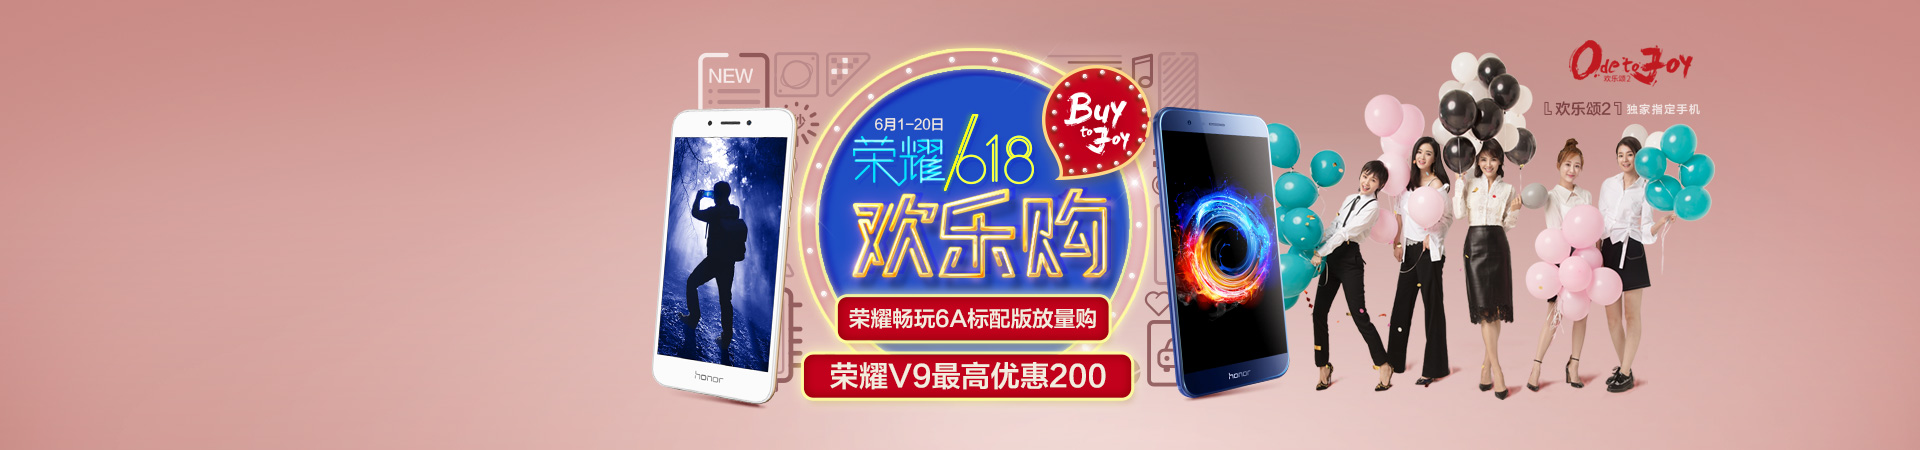 NEW
6月1-20日
荣耀/618
欢乐购
Buy
to
Joy
荣耀畅玩6A标配版放量购
荣耀V9最高优惠200
honor
honor
Ode to Joy
欢乐颂2
「欢乐颂2」独家指定手机